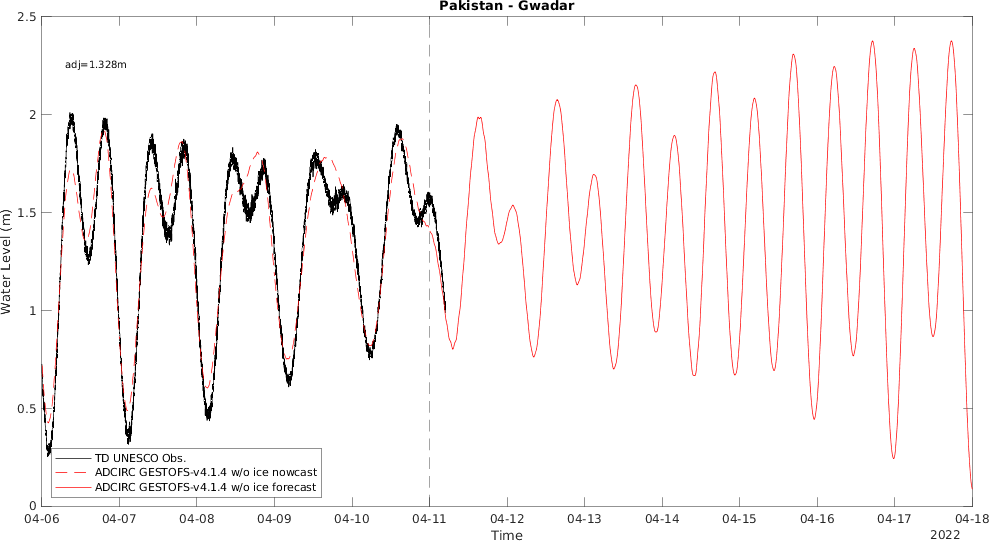 Pakistan - Gwadar
2.5
adj=1.328m
2
1.5
Water Level (m)
1
0.5
TD UNESCO Obs.
ADCIRC GESTOFS-v4.1.4 w/o ice nowcast
ADCIRC GESTOFS-v4.1.4 w/o ice forecast
0
04-06 04-07 04-08 04-09 04-10 04-11 04-12 04-13 04-14 04-15 04-16 04-17 04-18
Time
2022